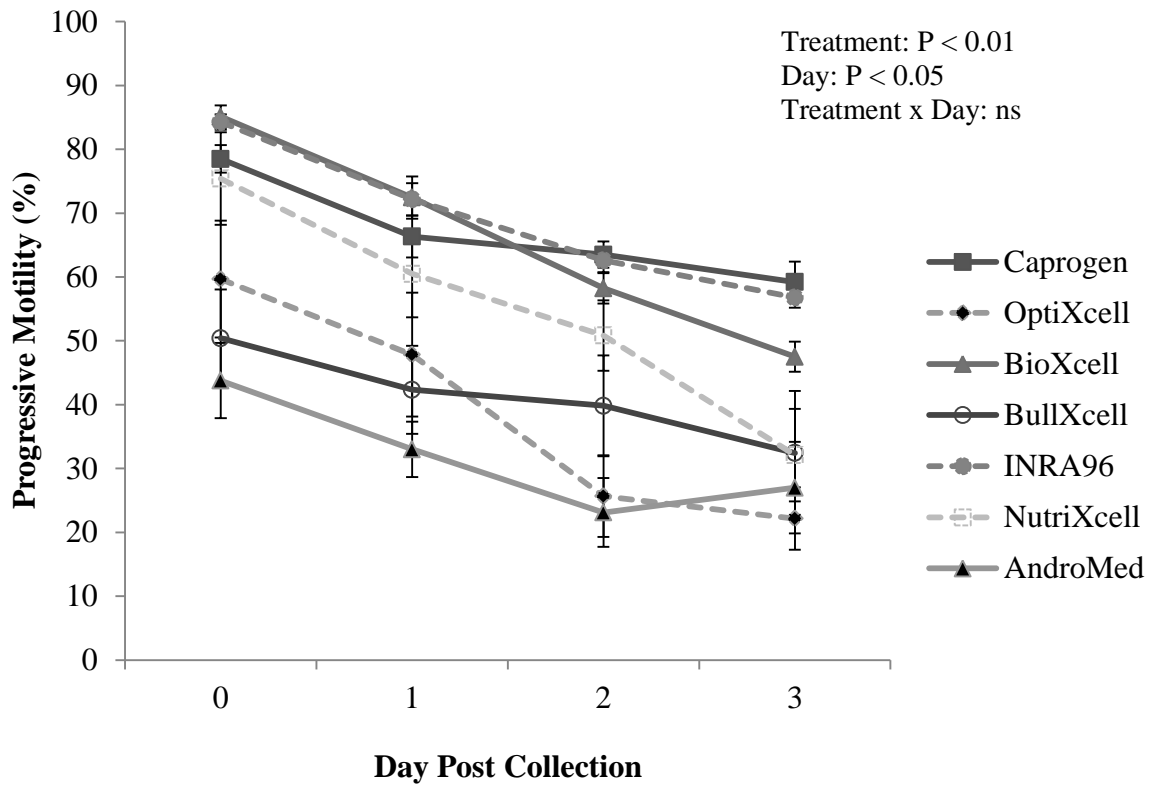 Treatment: P < 0.01
Day: P < 0.05
Treatment x Day: ns
Progressive Motility (%)
100
90
80
70
60
50
40
30
20
10
0
0 1 2 3
Day Post Collection
Caprogen
OptiXcell
BioXcell
BullXcell
INRA96
NutriXcell
AndroMed